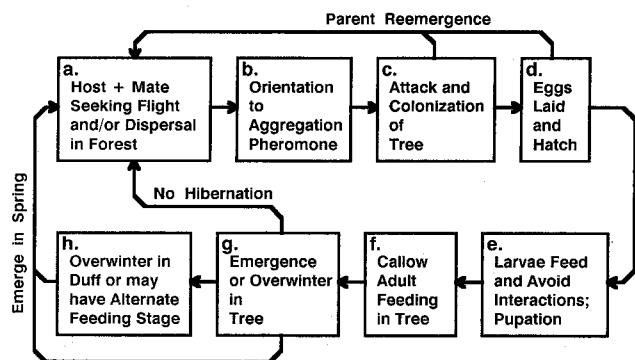 Parent Reemergence
a.
Host + Mate
Seeking Flight
and/or Dispersal
in Forest
b.
Orientation
to
Aggregation
Pheromone
c.
Attack and
Colonization
of
Tree
d.
Eggs
Laid
and
Hatch
No Hibernation
Emerge in Spring
h.
Overwinter in
Duff or may
have Alternate
Feeding Stage
g.
Emergence
or Overwinter
in
Tree
f.
Callow
Adult
Feeding
in Tree
e.
Larvae Feed
and Avoid
Interactions;
Pupation